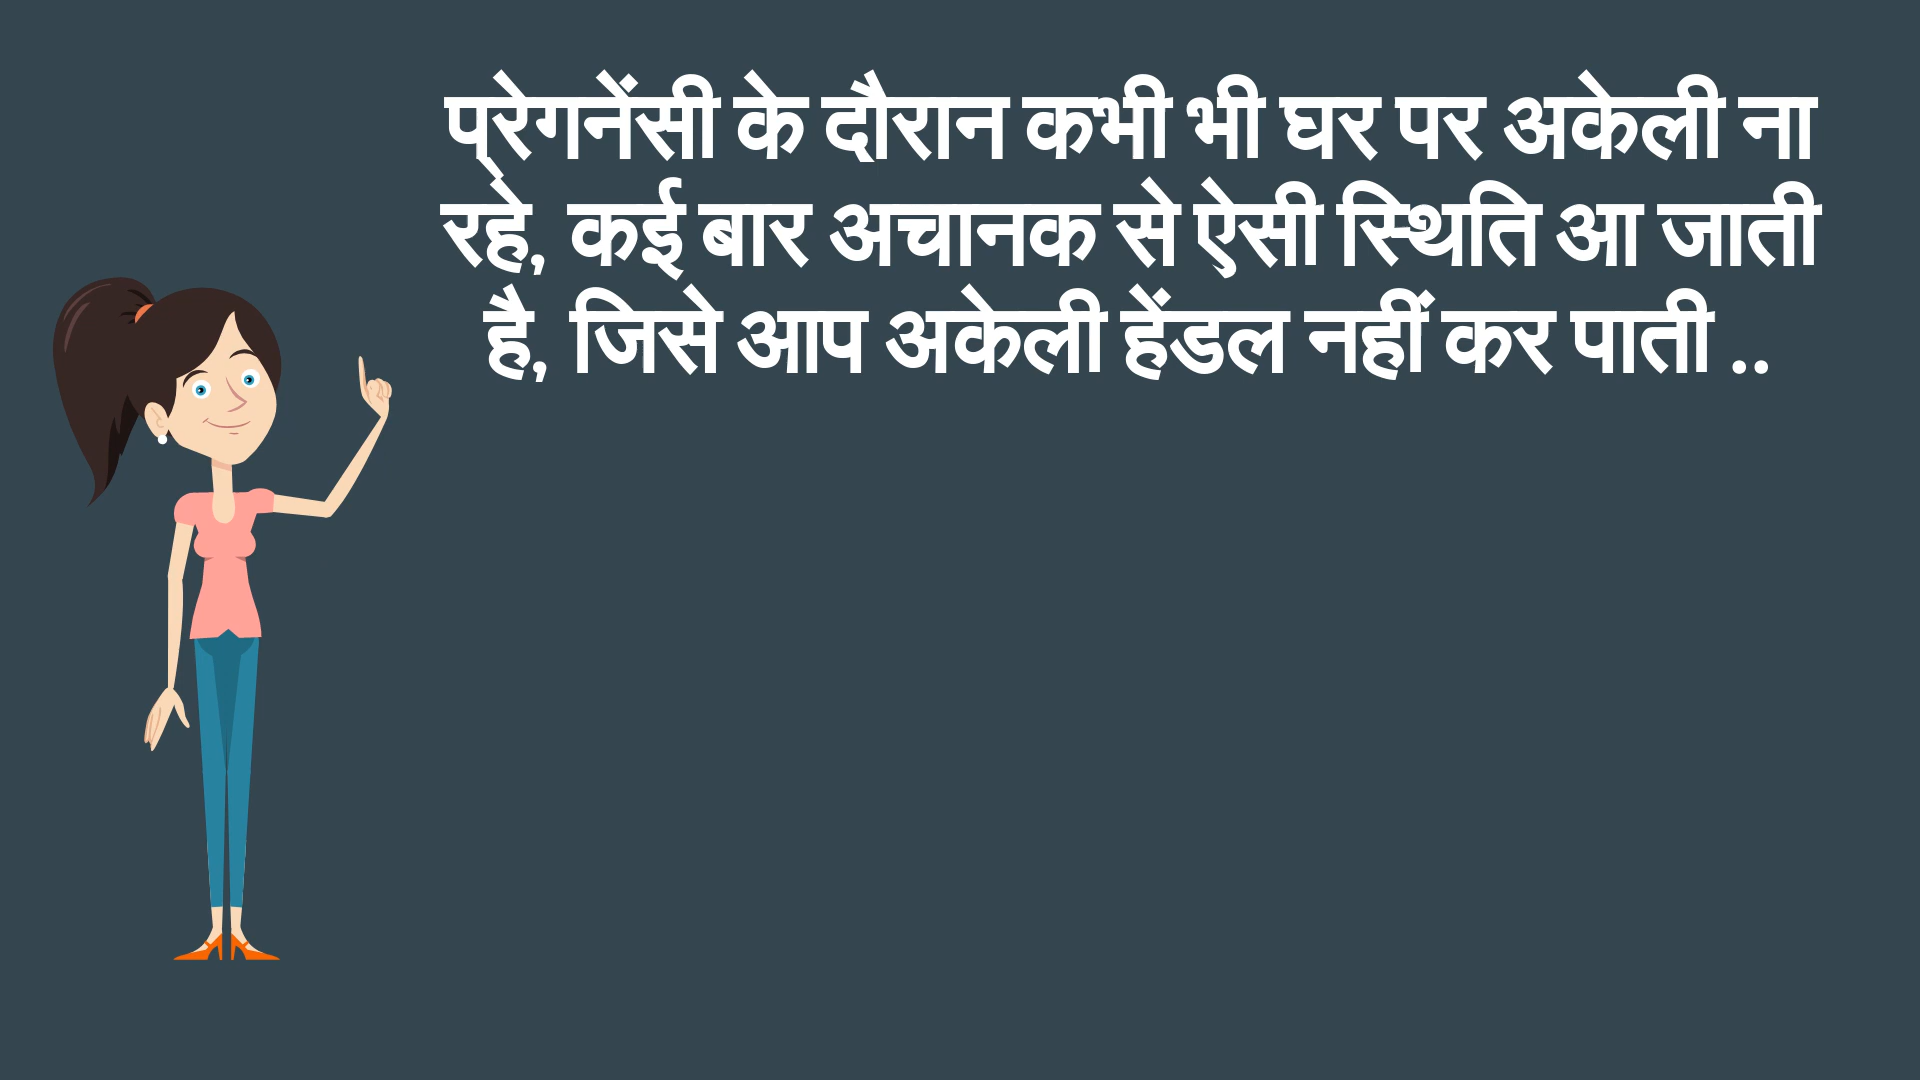 प्रेगनेंसी के दौरान कभी भी घर पर अकेली ना
रहे, कई बार अचानक से ऐसी स्थिति आ जाती
है, जिसे आप अकेली हेंडल नहीं कर पाती ..